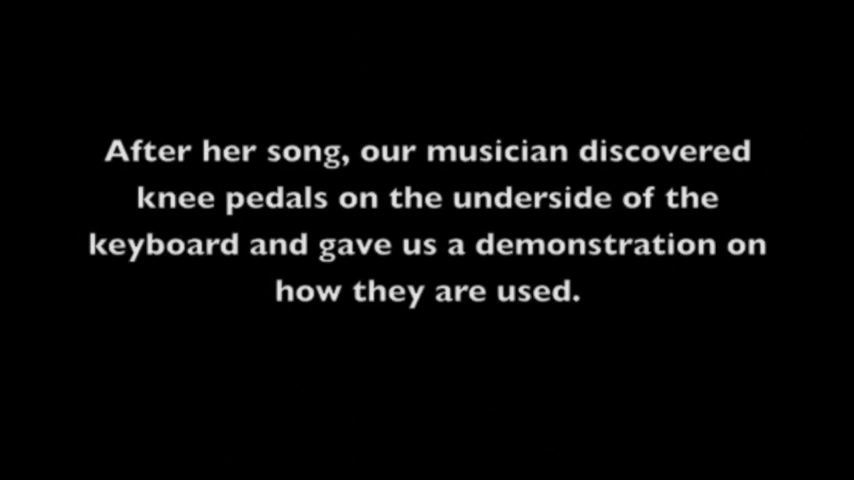 After her song, our musician discovered
knee pedals on the underside of the
keyboard and gave us a demonstration on
how they are used.